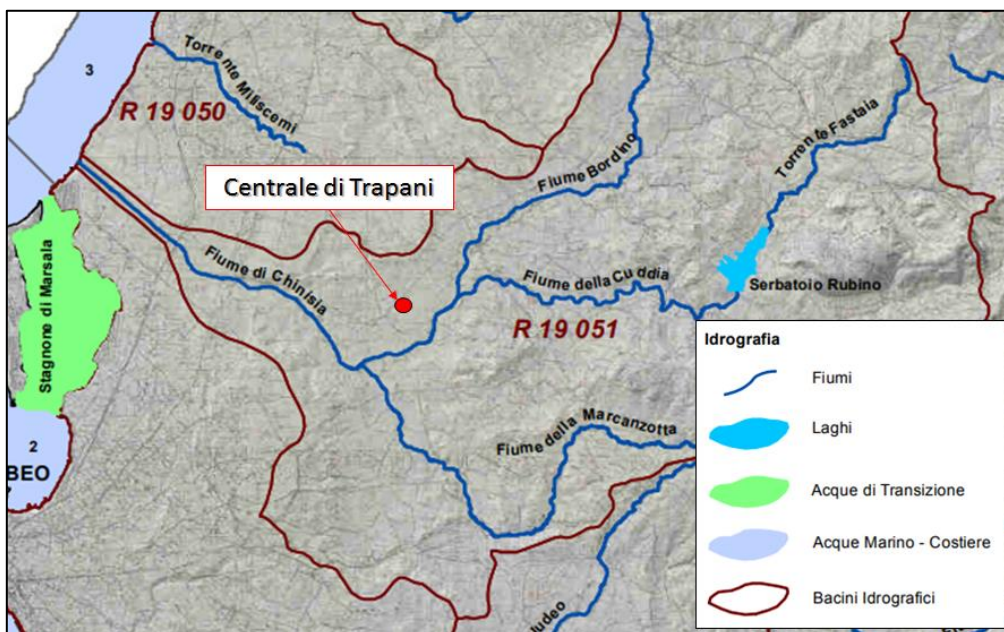 3
Torrente Miliscemi
R 19 050
Centrale di Trapani
Fiume Bordino
Torrente Fastaia
Fiume di Chinisia
Fiume della Cuddia
Serbatoio Rubino
R 19 051
Stagnone di Marsala
Fiume della Marcanzotta
2
BEO
Idrografia
Fiumi
Laghi
Acque di Transizione
Acque Marino - Costiere
Bacini Idrografici